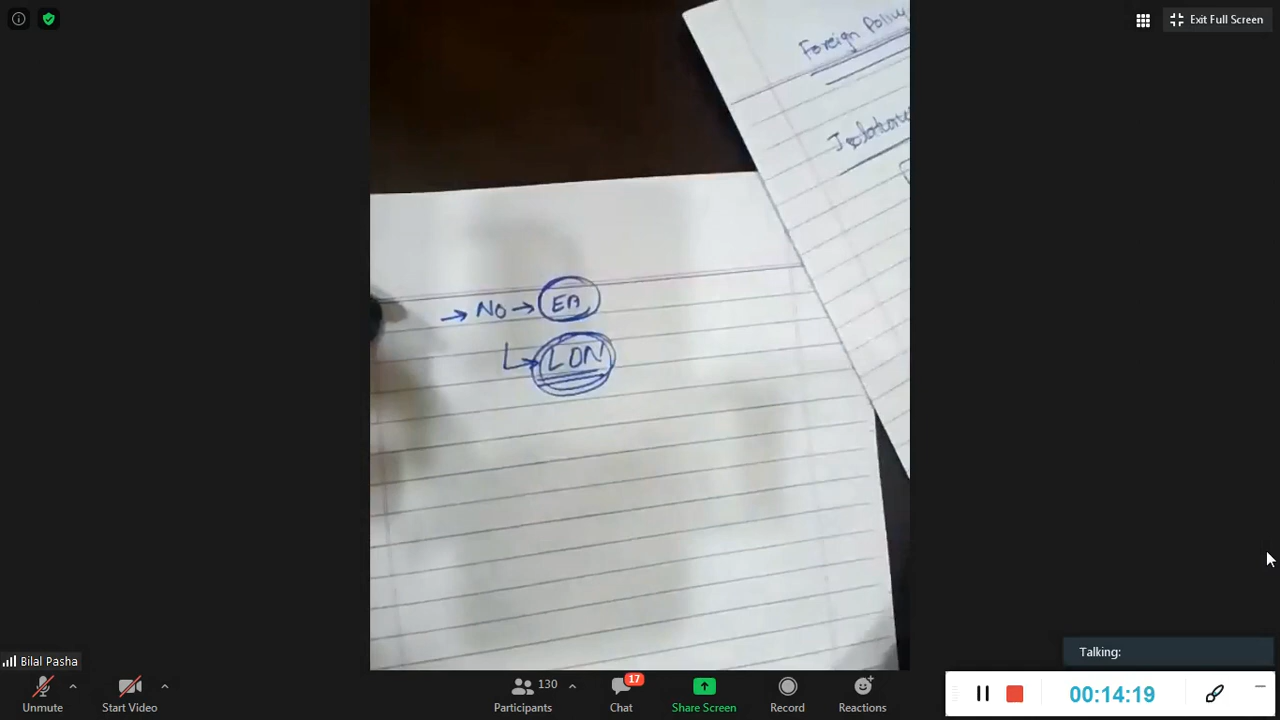 Exit Full Screen
Foreign Policy
→ No → EA
LON
Talking:
Bilal Pasha
130
17
00:14:19
Unmute
Start Video
Participants
Chat
Share Screen
Record
Reactions